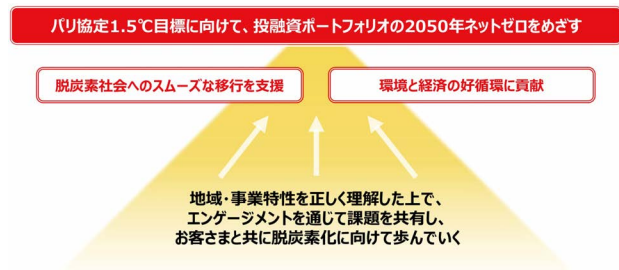 パリ協定1.5℃目標に向けて、投融資ポートフォリオの2050年ネットゼロをめざす
脱炭素社会へのスムーズな移行を支援
環境と経済の好循環に貢献
地域・事業特性を正しく理解した上で、
エンゲージメントを通じて課題を共有し、
お客さまと共に脱炭素化に向けて歩んでいく